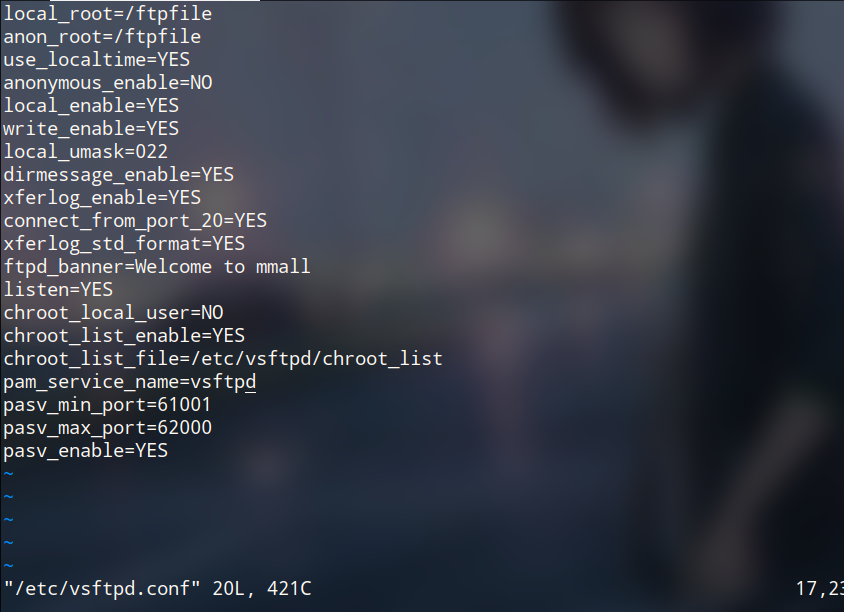 local_root=/ftpfile
anon_root=/ftpfile
use_localtime=YES
anonymous_enable=NO
local_enable=YES
write_enable=YES
local_umask=022
dirmessage_enable=YES
xferlog_enable=YES
connect_from_port_20=YES
xferlog_std_format=YES
ftpd_banner=Welcome to mmall
listen=YES
chroot_local_user=NO
chroot_list_enable=YES
chroot_list_file=/etc/vsftpd/chroot_list
pam_service_name=vsftpd
pasv_min_port=61001
pasv_max_port=62000
pasv_enable=YES
~
~
~
~
~
"/etc/vsftpd.conf" 20L, 421C 17,23